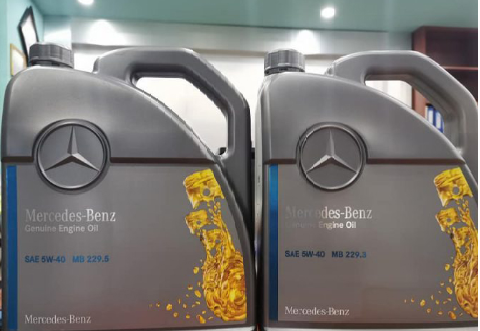 Mercedes-Benz
Genuine Engine Oil
SAE 5W-40 MB 229.5
Mercedes-Benz
Mercedes-Benz
Genuine Engine Oil
SAE 5W-40 MB 229.3
Mercedes-Benz